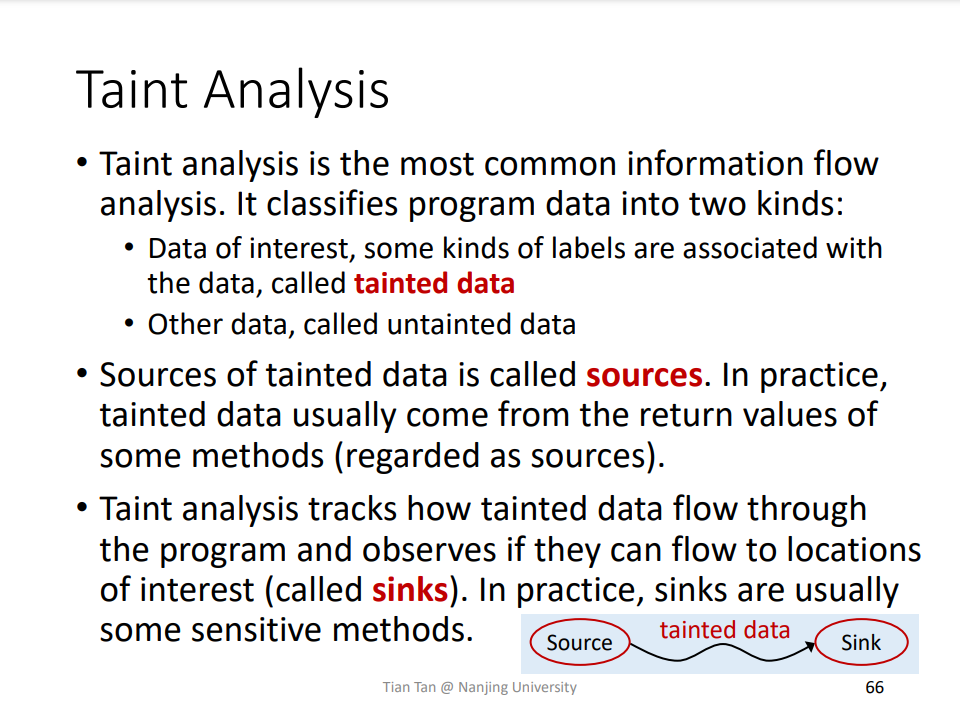 Taint Analysis
• Taint analysis is the most common information flow
analysis. It classifies program data into two kinds:
• Data of interest, some kinds of labels are associated with
the data, called tainted data
• Other data, called untainted data
• Sources of tainted data is called sources. In practice,
tainted data usually come from the return values of
some methods (regarded as sources).
• Taint analysis tracks how tainted data flow through
the program and observes if they can flow to locations
of interest (called sinks). In practice, sinks are usually
some sensitive methods.
Source tainted data Sink
Tian Tan @ Nanjing University
66